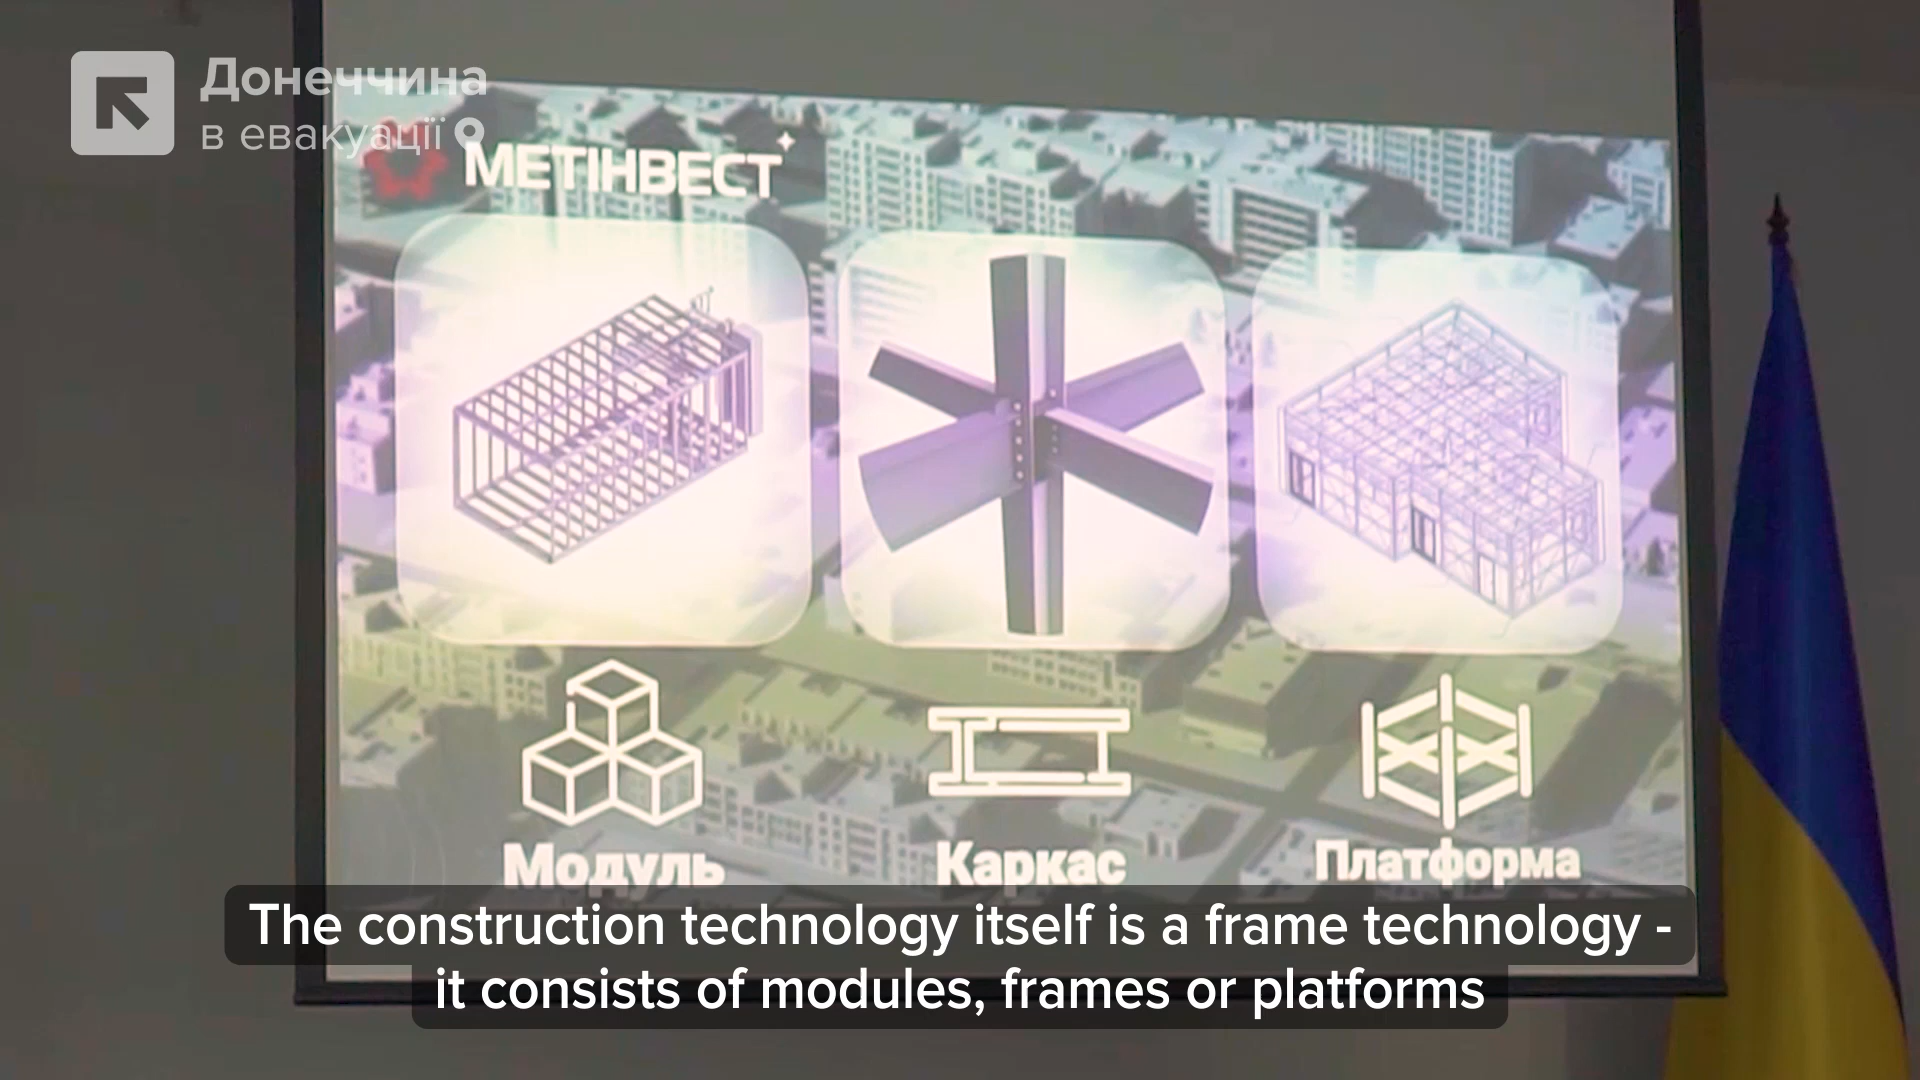 Донеччина
в евакуації
МЕТІНВЕСТ
Модуль
Каркас
Платформа
The construction technology itself is a frame technology -
it consists of modules, frames or platforms